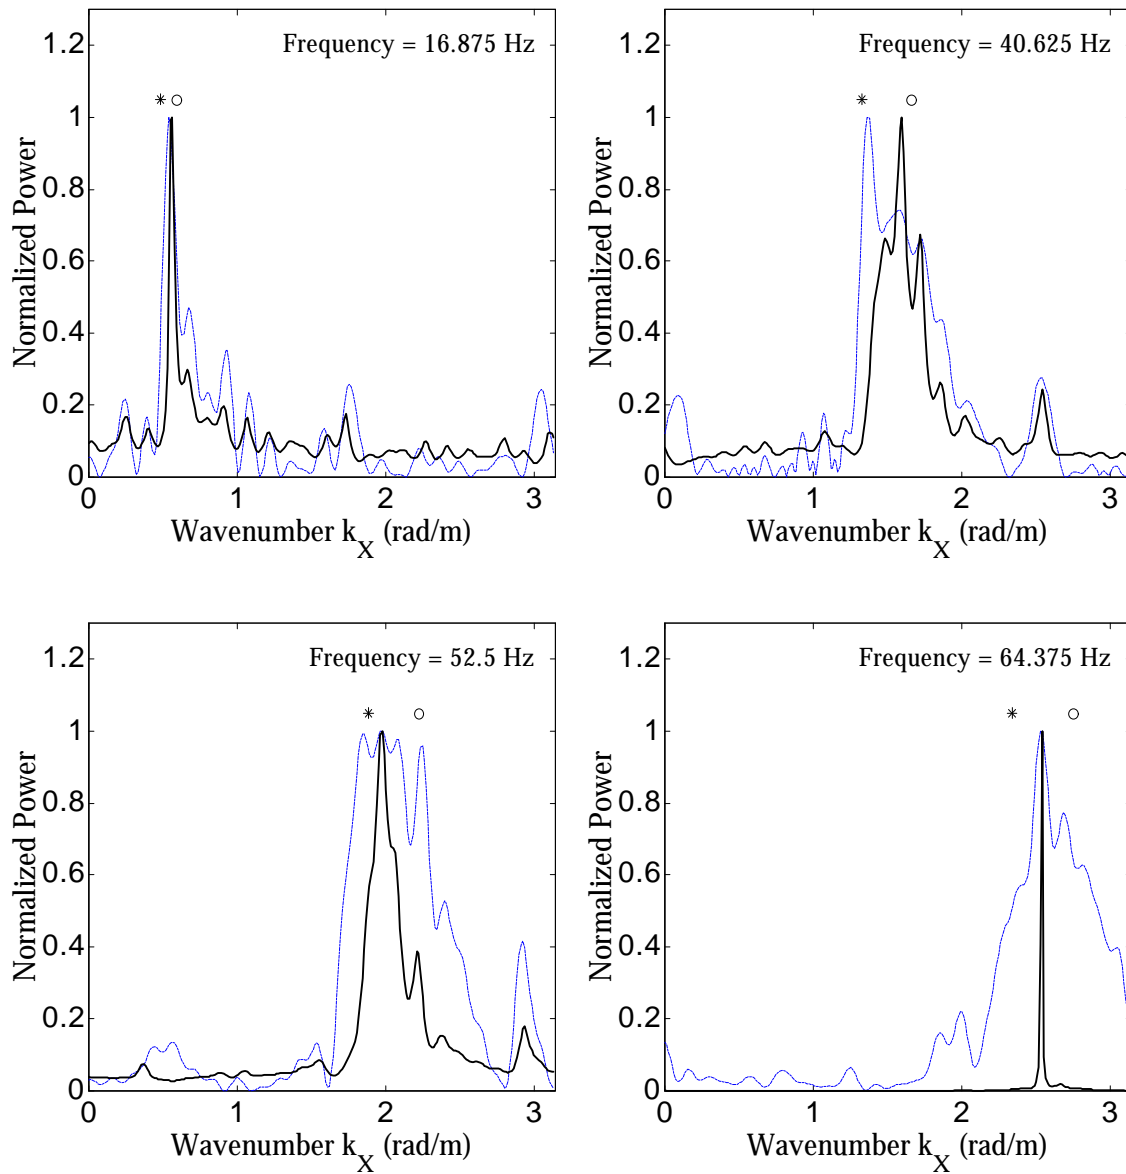 Frequency = 16.875 Hz
1.2
1
0.8
0.6
0.4
0.2
0
0 1 2 3
Normalized Power
Wavenumber k_X (rad/m)
* o
Frequency = 40.625 Hz
1.2
1
0.8
0.6
0.4
0.2
0
0 1 2 3
Normalized Power
Wavenumber k_X (rad/m)
* o
Frequency = 52.5 Hz
1.2
1
0.8
0.6
0.4
0.2
0
0 1 2 3
Normalized Power
Wavenumber k_X (rad/m)
* o
Frequency = 64.375 Hz
1.2
1
0.8
0.6
0.4
0.2
0
0 1 2 3
Normalized Power
Wavenumber k_X (rad/m)
* o